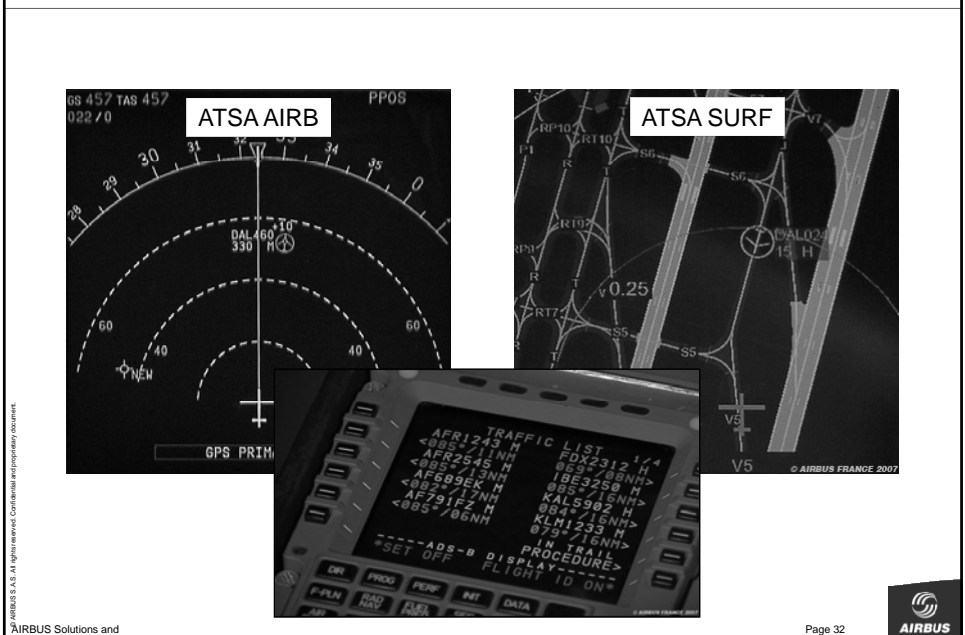 ATSA AIRB
GS 457 TAS 457
PPOS
022/0
28
29
30
31
32
33
34
35
0
DAL460 +10
330 M
60
60
40
40
NEW
GPS PRIM
ATSA SURF
RP10
RT10
S6
V7
P1
R
T
S6
RT9
RP9
DAL024
15 H
R
T
0.25
RT7
S5
R
T
S5
V5
V5
© AIRBUS FRANCE 2007
TRAFFIC LIST 1/4
AFR1243 M FDX2312 H
<085°/11NM 069°/08NM>
AFR2545 M IBE3250 M
<085°/13NM 085°/16NM>
AF689EK M KAL5902 H
<082°/17NM 084°/16NM>
AF791FZ M KLM1233 M
<085°/06NM 079°/16NM>
IN TRAIL
PROCEDURE>
-----ADS-B DISPLAY------
*SET OFF FLIGHT ID ON*
DIR PROG PERF INIT DATA
F-PLN RAD NAV FUEL PRED
AIR
© AIRBUS FRANCE 2007
© AIRBUS S.A.S. All rights reserved. Confidential and proprietary document.
AIRBUS Solutions and
Page 32
AIRBUS